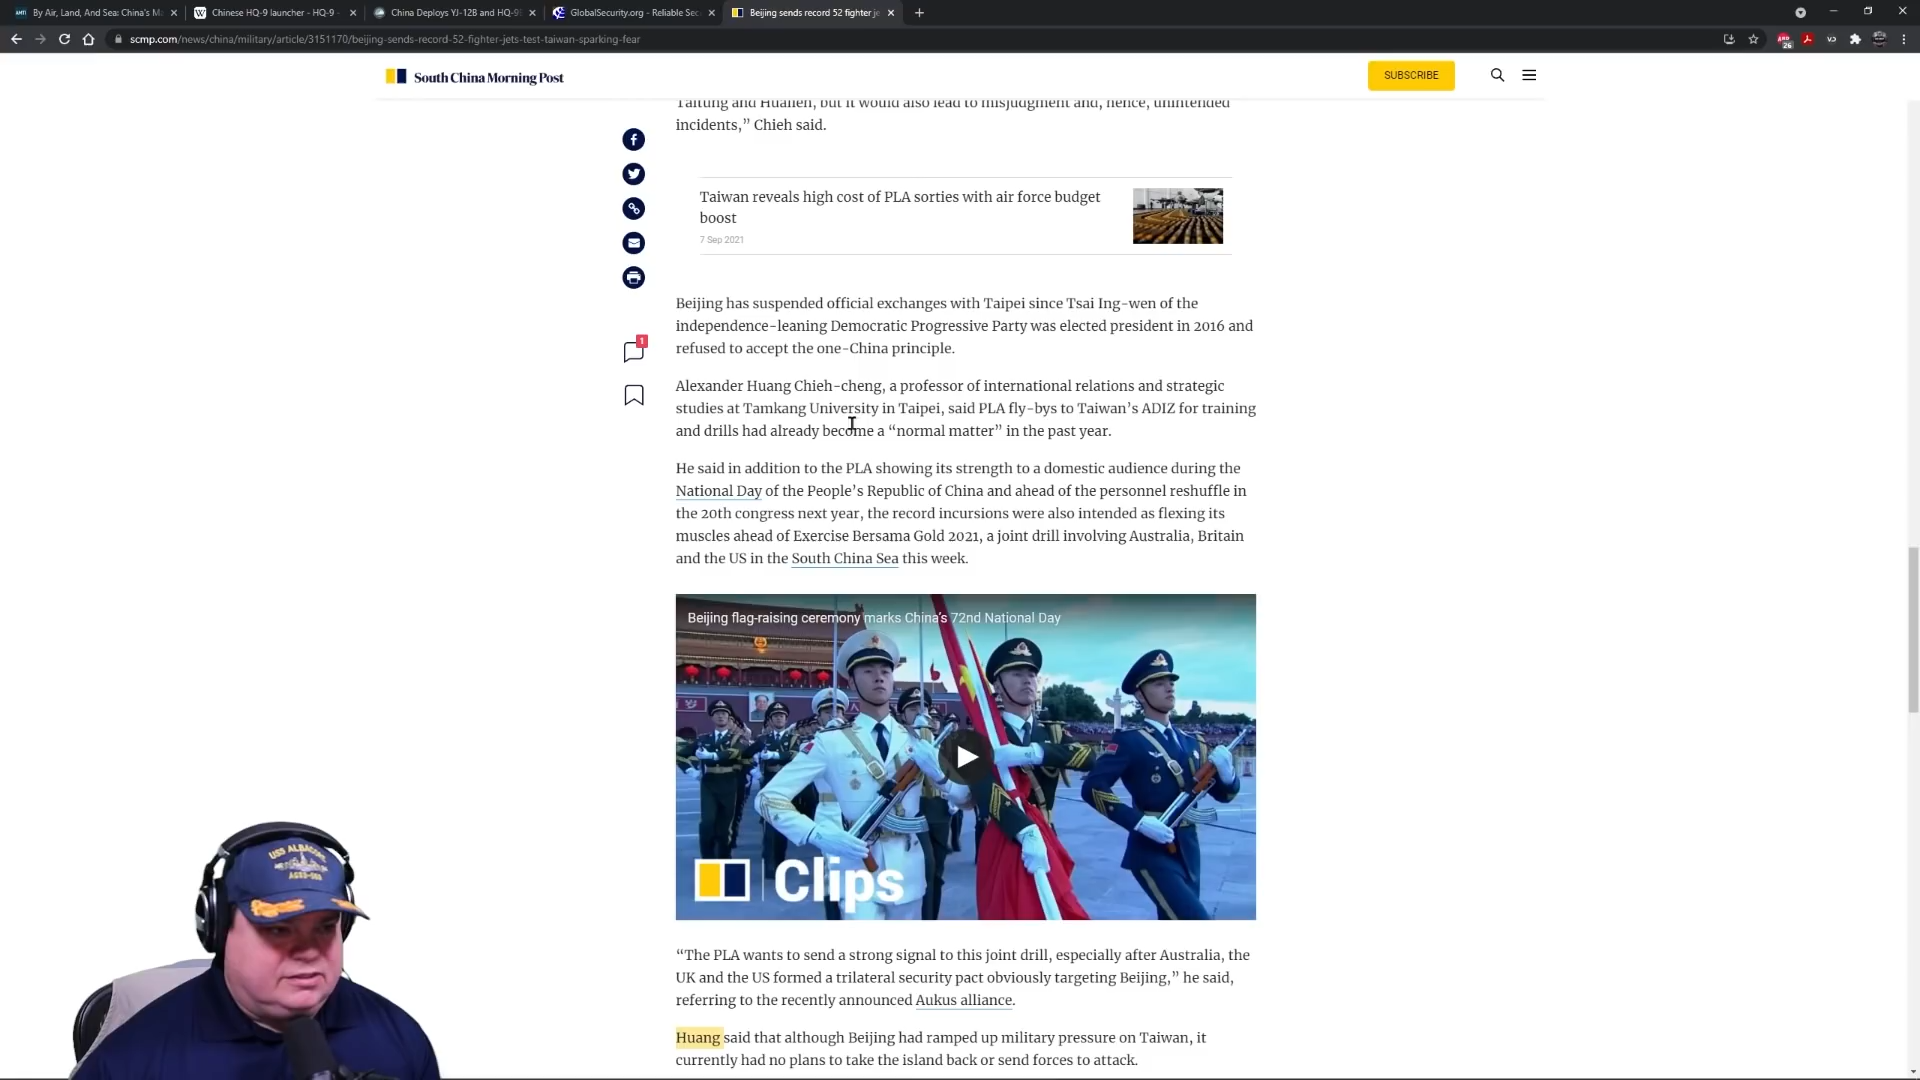 By Air, Land, And Sea: China's M
Chinese HQ-9 launcher - HQ-9 -
China Deploys YJ-12B and HQ-9
GlobalSecurity.org - Reliable Sec
Beijing sends record 52 fighter je
scmp.com/news/china/military/article/3151170/beijing-sends-record-52-fighter-jets-test-taiwan-sparking-fear
26
South China Morning Post
SUBSCRIBE
Taitung and Hualien, but it would also lead to misjudgment and, hence, unintended
incidents,” Chieh said.
Taiwan reveals high cost of PLA sorties with air force budget
boost
7 Sep 2021
Beijing has suspended official exchanges with Taipei since Tsai Ing-wen of the
independence-leaning Democratic Progressive Party was elected president in 2016 and
refused to accept the one-China principle.
1
Alexander Huang Chieh-cheng, a professor of international relations and strategic
studies at Tamkang University in Taipei, said PLA fly-bys to Taiwan’s ADIZ for training
and drills had already become a “normal matter” in the past year.
He said in addition to the PLA showing its strength to a domestic audience during the
National Day of the People’s Republic of China and ahead of the personnel reshuffle in
the 20th congress next year, the record incursions were also intended as flexing its
muscles ahead of Exercise Bersama Gold 2021, a joint drill involving Australia, Britain
and the US in the South China Sea this week.
Beijing flag-raising ceremony marks China’s 72nd National Day
Clips
USS ALBACORE
AGSS-569
“The PLA wants to send a strong signal to this joint drill, especially after Australia, the
UK and the US formed a trilateral security pact obviously targeting Beijing,” he said,
referring to the recently announced Aukus alliance.
Huang said that although Beijing had ramped up military pressure on Taiwan, it
currently had no plans to take the island back or send forces to attack.